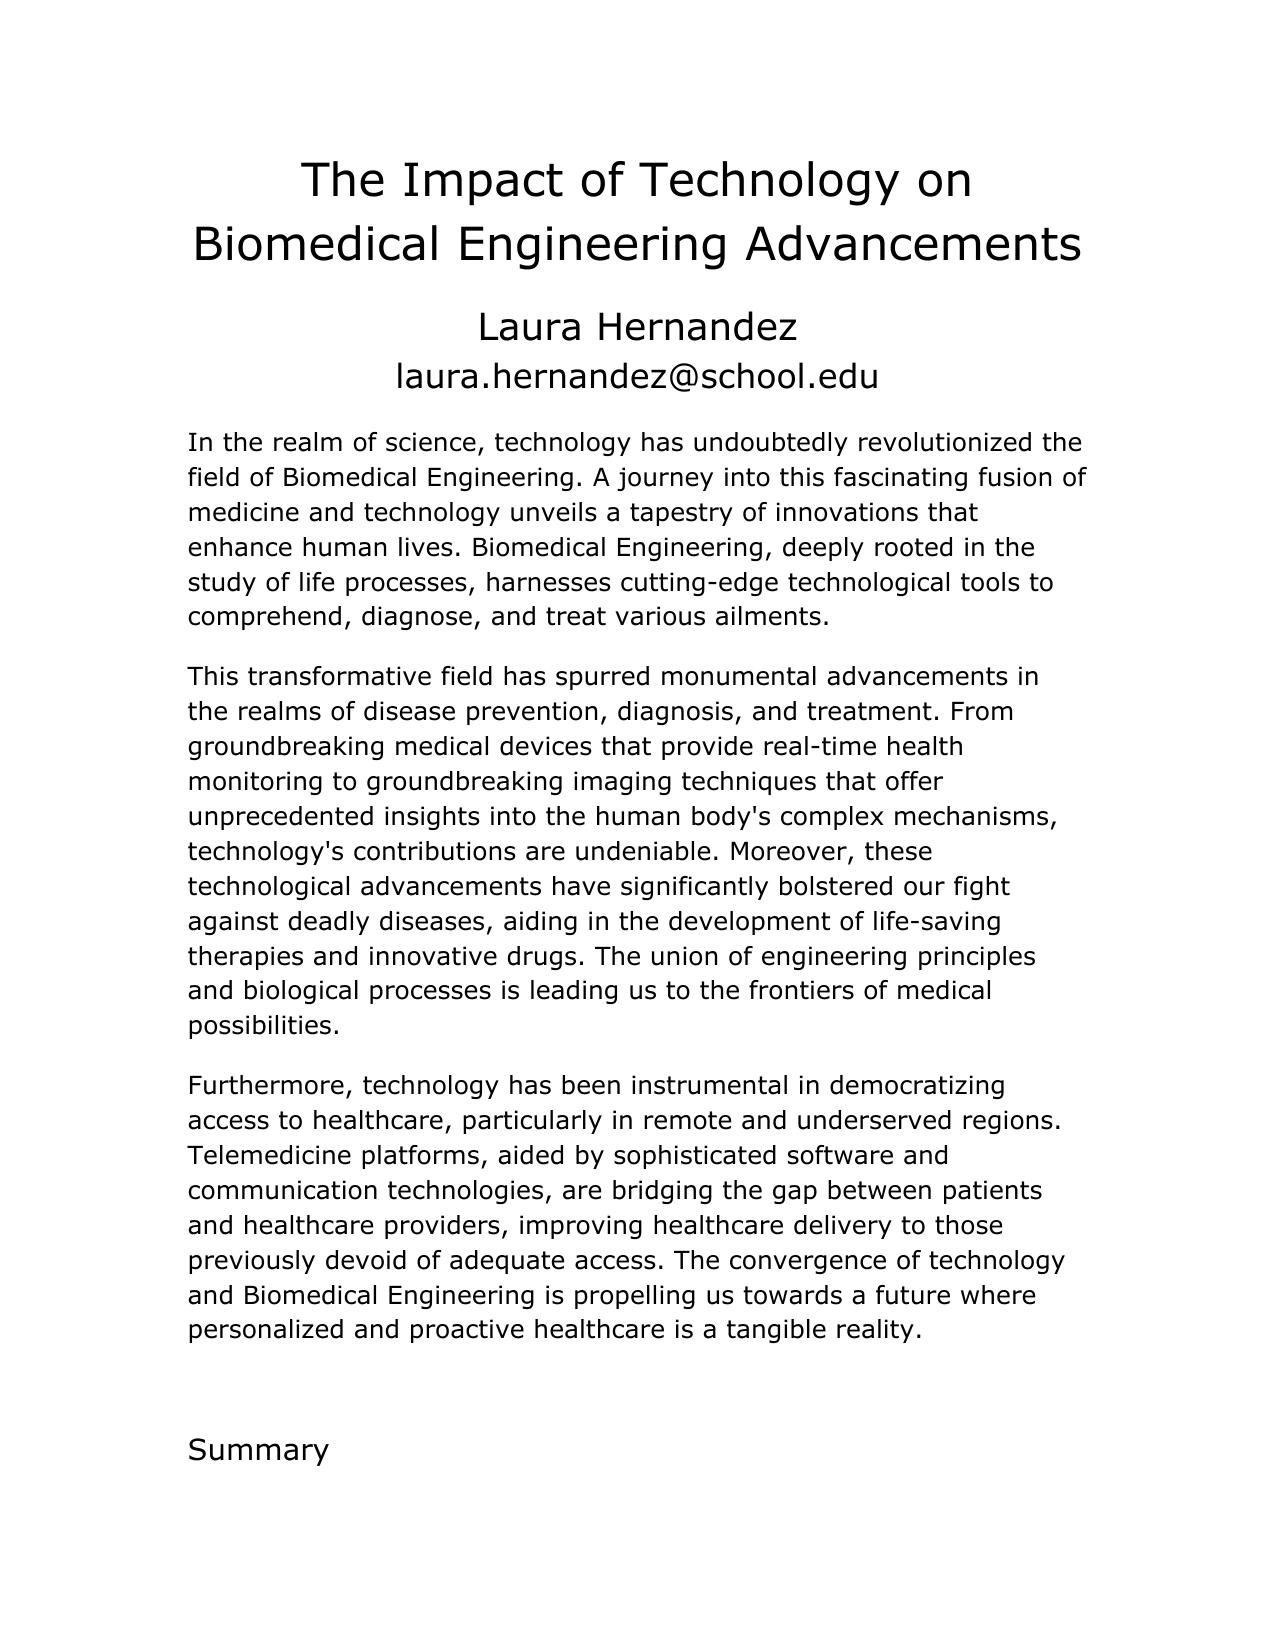 The Impact of Technology on
Biomedical Engineering Advancements
Laura Hernandez
laura.hernandez@school.edu
In the realm of science, technology has undoubtedly revolutionized the
field of Biomedical Engineering. A journey into this fascinating fusion of
medicine and technology unveils a tapestry of innovations that
enhance human lives. Biomedical Engineering, deeply rooted in the
study of life processes, harnesses cutting-edge technological tools to
comprehend, diagnose, and treat various ailments.
This transformative field has spurred monumental advancements in
the realms of disease prevention, diagnosis, and treatment. From
groundbreaking medical devices that provide real-time health
monitoring to groundbreaking imaging techniques that offer
unprecedented insights into the human body's complex mechanisms,
technology's contributions are undeniable. Moreover, these
technological advancements have significantly bolstered our fight
against deadly diseases, aiding in the development of life-saving
therapies and innovative drugs. The union of engineering principles
and biological processes is leading us to the frontiers of medical
possibilities.
Furthermore, technology has been instrumental in democratizing
access to healthcare, particularly in remote and underserved regions.
Telemedicine platforms, aided by sophisticated software and
communication technologies, are bridging the gap between patients
and healthcare providers, improving healthcare delivery to those
previously devoid of adequate access. The convergence of technology
and Biomedical Engineering is propelling us towards a future where
personalized and proactive healthcare is a tangible reality.
Summary